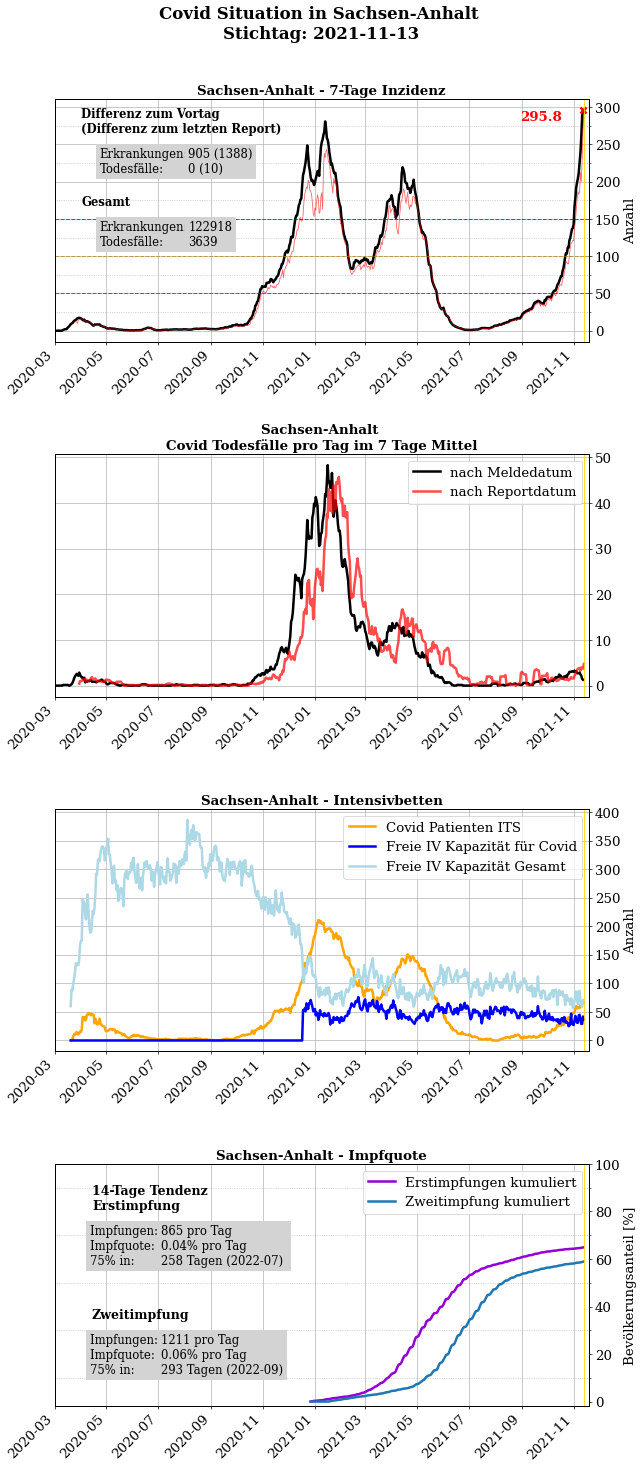 Covid Situation in Sachsen-Anhalt
Stichtag: 2021-11-13
Sachsen-Anhalt - 7-Tage Inzidenz
Differenz zum Vortag
(Differenz zum letzten Report)
Erkrankungen 905 (1388)
Todesfälle: 0 (10)
Gesamt
Erkrankungen 122918
Todesfälle: 3639
295.8
300
250
200
150
100
50
0
Anzahl
2020-03
2020-05
2020-07
2020-09
2020-11
2021-01
2021-03
2021-05
2021-07
2021-09
2021-11
Sachsen-Anhalt
Covid Todesfälle pro Tag im 7 Tage Mittel
nach Meldedatum
nach Reportdatum
50
40
30
20
10
0
2020-03
2020-05
2020-07
2020-09
2020-11
2021-01
2021-03
2021-05
2021-07
2021-09
2021-11
Sachsen-Anhalt - Intensivbetten
Covid Patienten ITS
Freie IV Kapazität für Covid
Freie IV Kapazität Gesamt
400
350
300
250
200
150
100
50
0
Anzahl
2020-03
2020-05
2020-07
2020-09
2020-11
2021-01
2021-03
2021-05
2021-07
2021-09
2021-11
Sachsen-Anhalt - Impfquote
14-Tage Tendenz
Erstimpfung
Impfungen: 865 pro Tag
Impfquote: 0.04% pro Tag
75% in: 258 Tagen (2022-07)
Zweitimpfung
Impfungen: 1211 pro Tag
Impfquote: 0.06% pro Tag
75% in: 293 Tagen (2022-09)
Erstimpfungen kumuliert
Zweitimpfung kumuliert
100
80
60
40
20
0
Bevölkerungsanteil [%]
2020-03
2020-05
2020-07
2020-09
2020-11
2021-01
2021-03
2021-05
2021-07
2021-09
2021-11